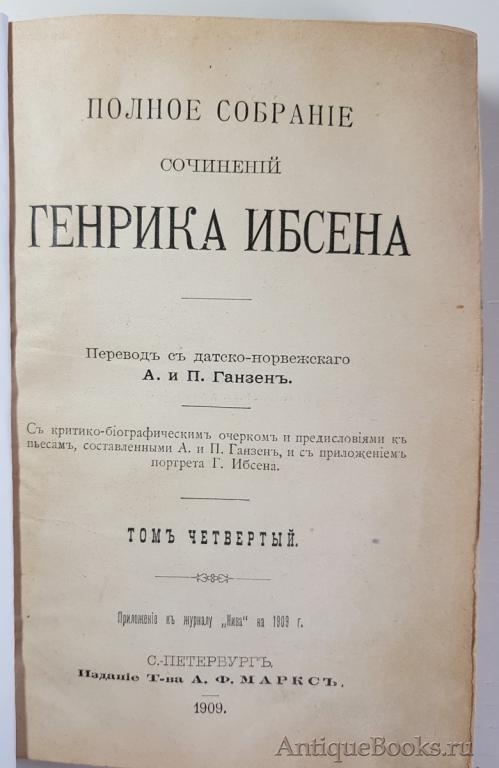 ПОЛНОЕ СОБРАНІЕ
СОЧИНЕНІЙ
ГЕНРИКА ИБСЕНА
Переводъ съ датско-норвежскаго
А. и П. Ганзенъ.
Съ критико-біографическимъ очеркомъ и предисловіями къ
пьесамъ, составленными А. и П. Ганзенъ, и съ приложеніемъ
портрета Г. Ибсена.
ТОМЪ ЧЕТВЕРТЫЙ.
Приложеніе къ журналу „Нива“ на 1909 г.
С.-ПЕТЕРБУРГЪ.
Изданіе Т-ва А. Ф. МАРКСЪ.
1909.
AntiqueBooks.ru